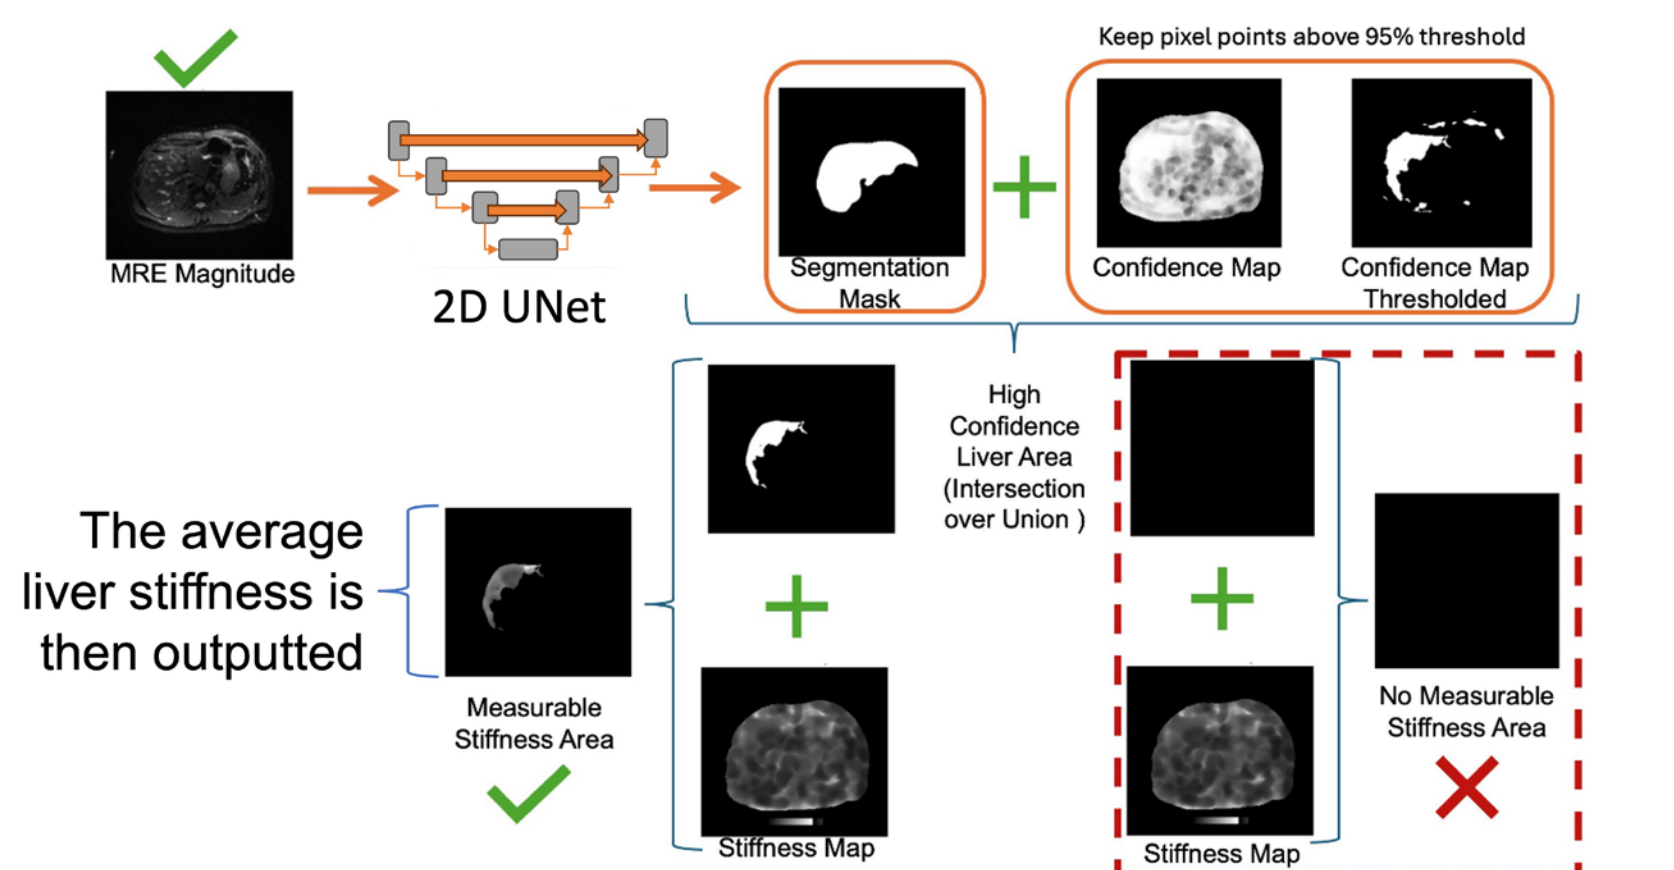 Keep pixel points above 95% threshold
MRE Magnitude
2D UNet
Segmentation
Mask
Confidence Map
Confidence Map
Thresholded
High
Confidence
Liver Area
(Intersection
over Union )
The average
liver stiffness is
then outputted
Measurable
Stiffness Area
Stiffness Map
No Measurable
Stiffness Area
Stiffness Map